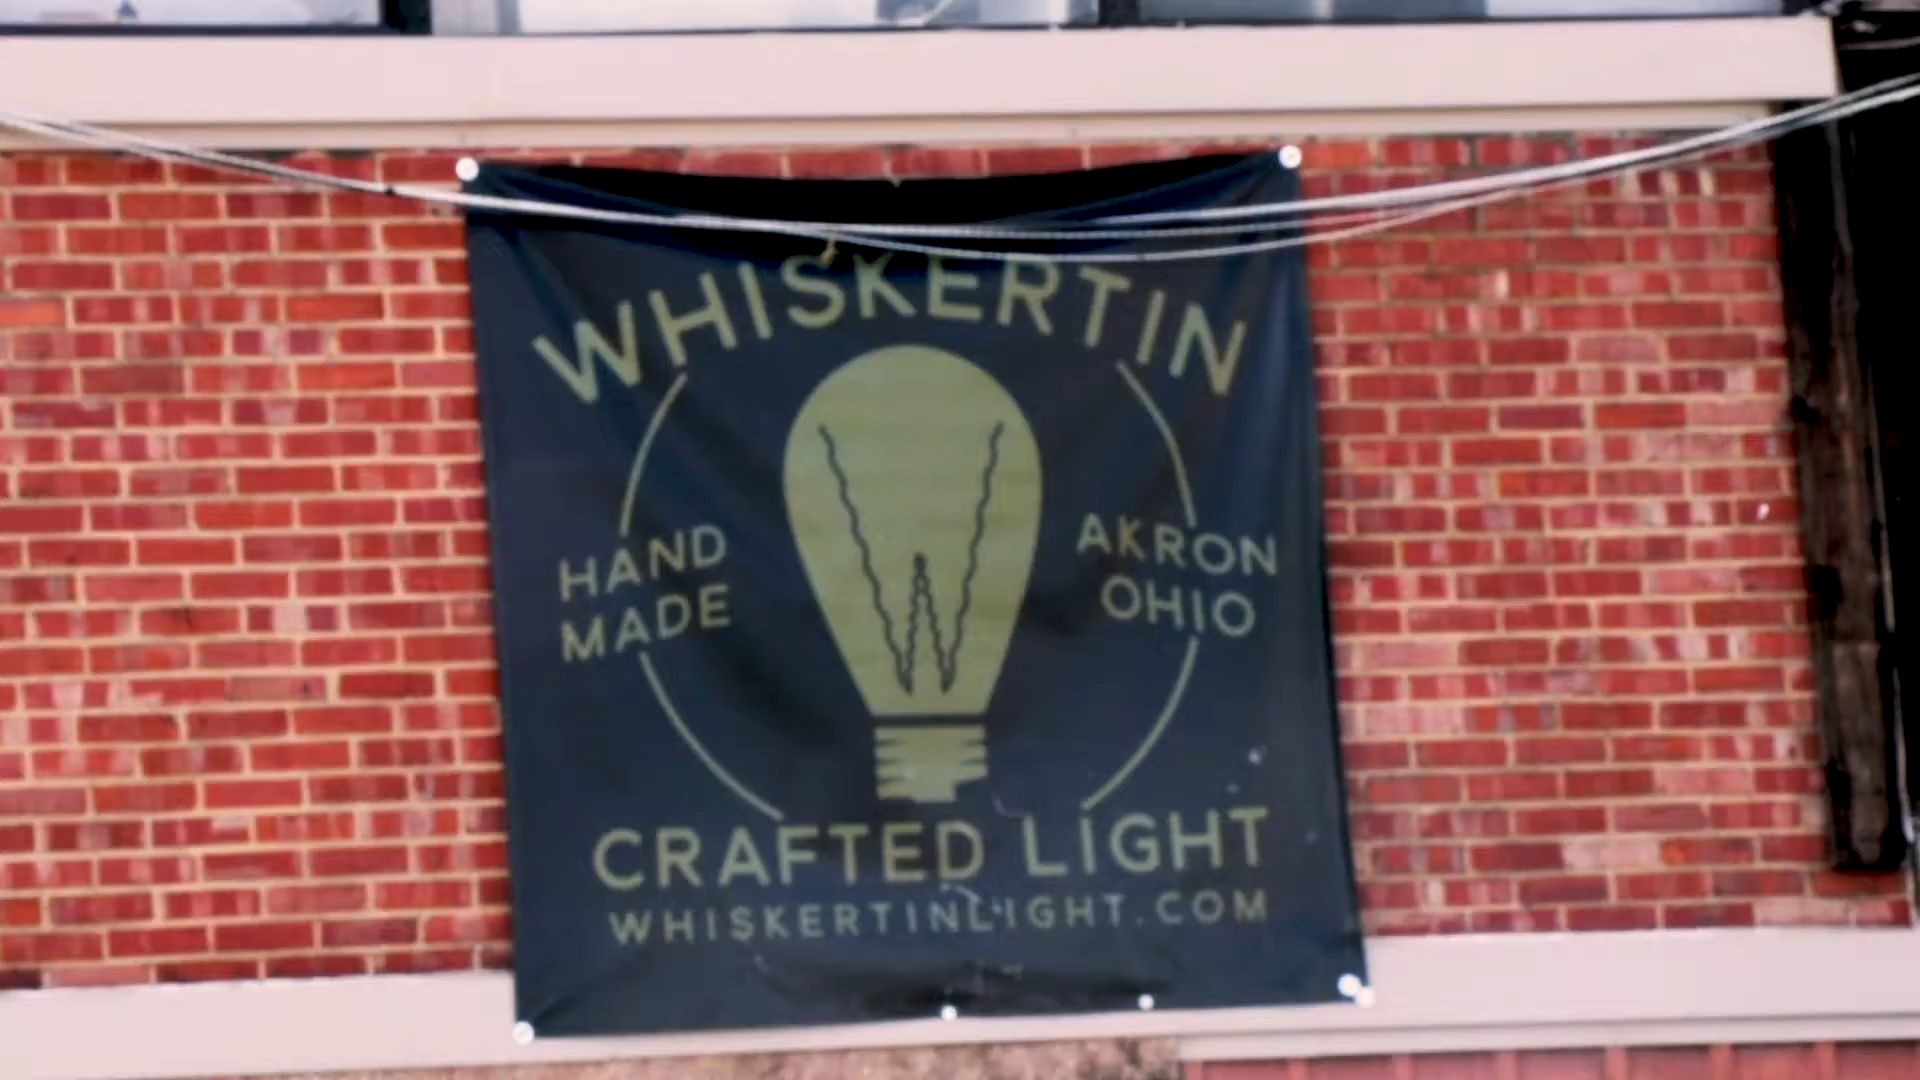 WHISKERTIN
HAND
MADE
AKRON
OHIO
CRAFTED LIGHT
WHISKERTINLIGHT.COM